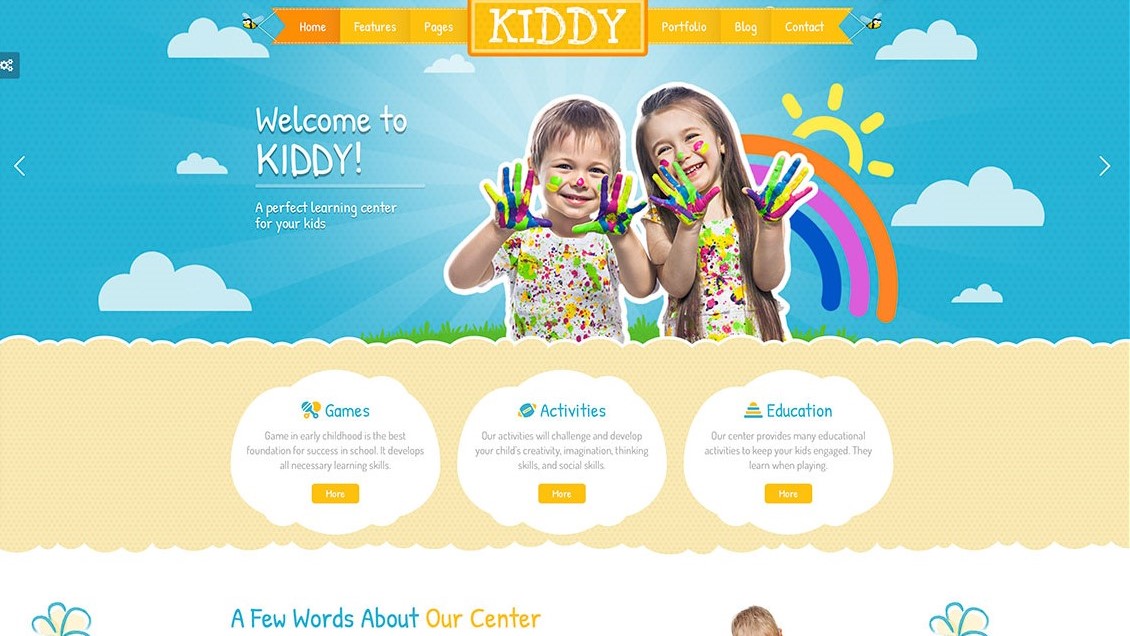 Home Features Pages KIDDY Portfolio Blog Contact
Welcome to
KIDDY!
A perfect learning center
for your kids
Games
Game in early childhood is the best
foundation for success in school. It develops
all necessary learning skills.
More
Activities
Our activities will challenge and develop
your child's creativity, imagination, thinking
skills, and social skills.
More
Education
Our center provides many educational
activities to keep your kids engaged. They
learn when playing.
More
A Few Words About Our Center